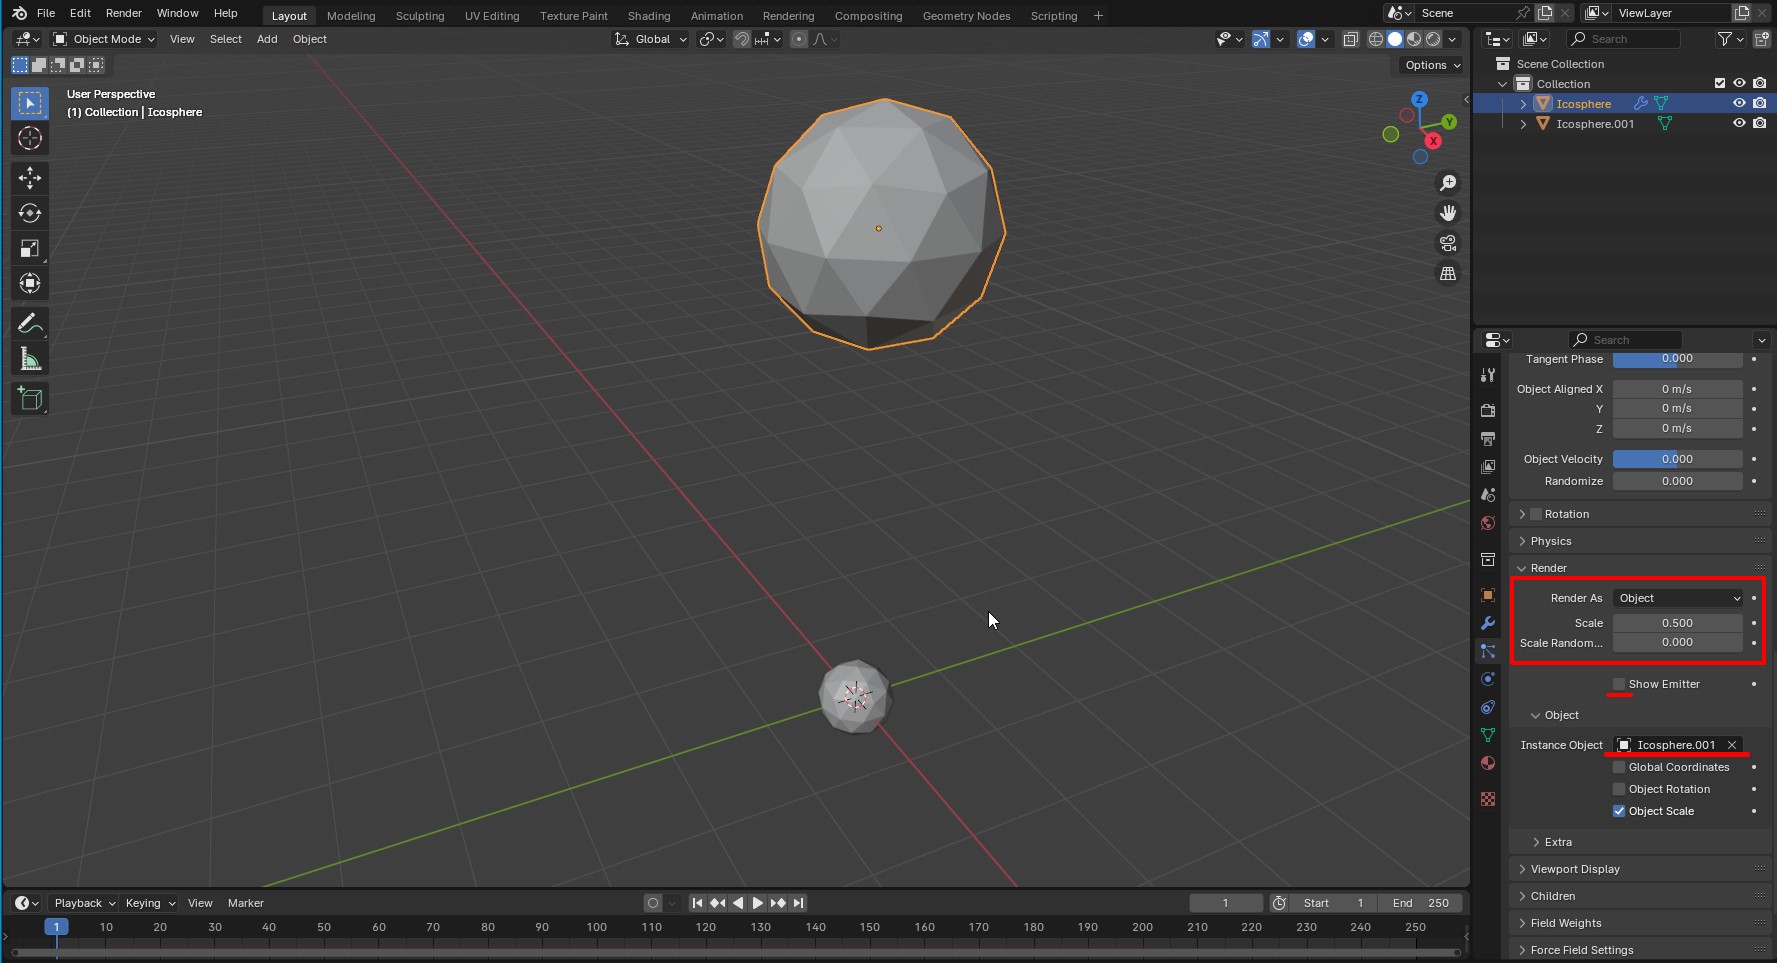 File Edit Render Window Help Layout Modeling Sculpting UV Editing Texture Paint Shading Animation Rendering Compositing Geometry Nodes Scripting + Scene ViewLayer
Object Mode View Select Add Object Global Search
Options
User Perspective
(1) Collection | Icosphere
Z
Y
X
Scene Collection
Collection
Icosphere
Icosphere.001
Search
Tangent Phase 0.000
Object Aligned X 0 m/s
Y 0 m/s
Z 0 m/s
Object Velocity 0.000
Randomize 0.000
Rotation
Physics
Render
Render As Object
Scale 0.500
Scale Random... 0.000
Show Emitter
Object
Instance Object Icosphere.001
Global Coordinates
Object Rotation
Object Scale
Extra
Viewport Display
Children
Field Weights
Force Field Settings
Playback Keying View Marker 1 Start 1 End 250
1 10 20 30 40 50 60 70 80 90 100 110 120 130 140 150 160 170 180 190 200 210 220 230 240 250